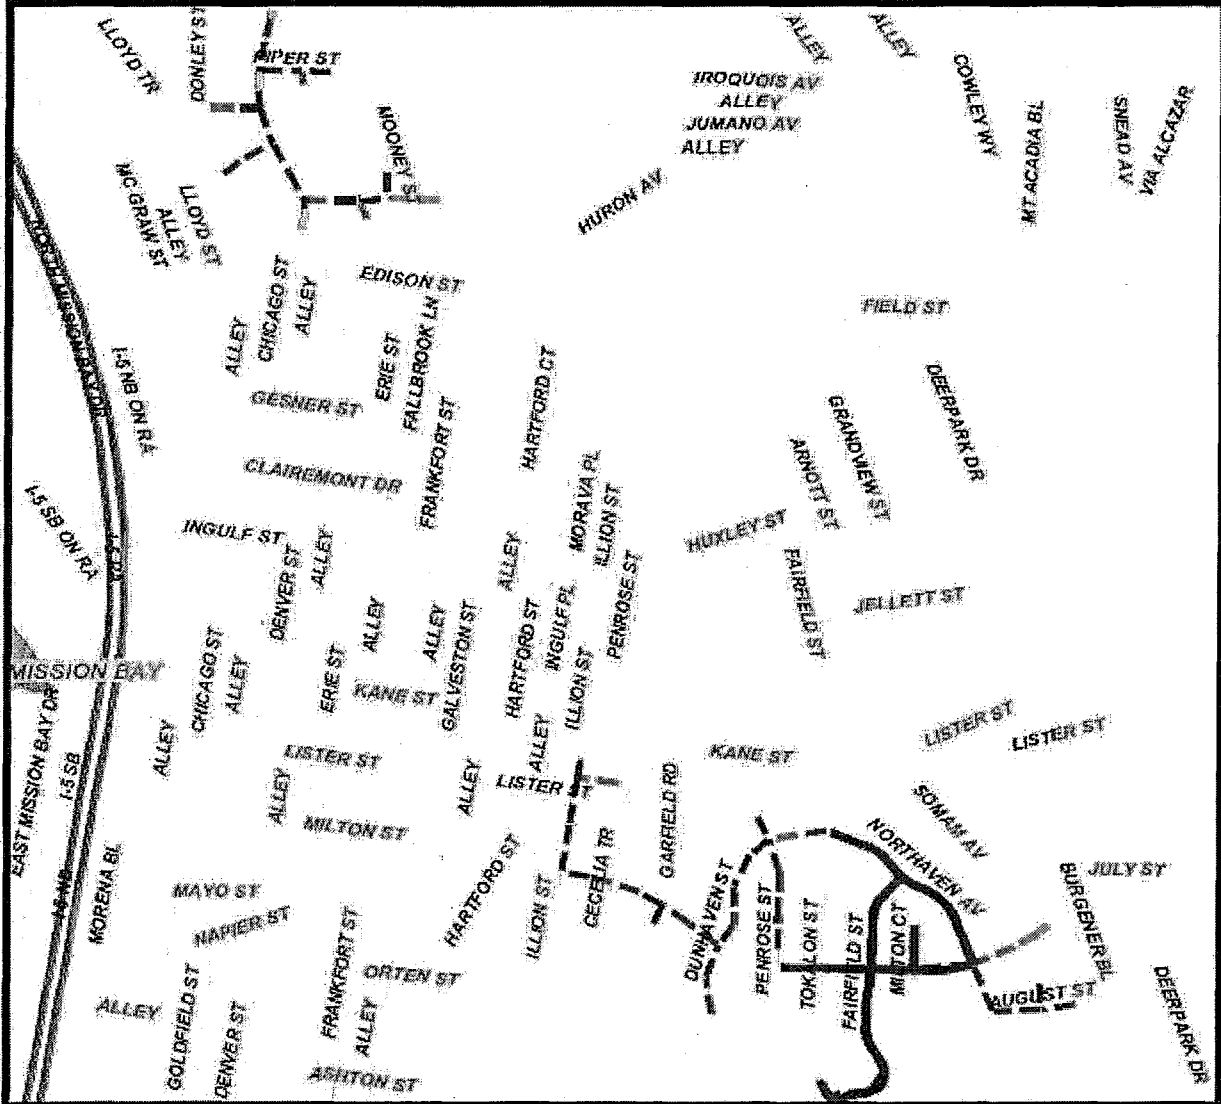 LLOYD TR
DONLEY ST
PIPER ST
ALLEY
ALLEY
IROQUOIS AV
ALLEY
JUMANO AV
ALLEY
COWLEY WY
MT ACADIA BL
SNEAD AV
VIA ALCAZAR
MOONEY S
HURON AV
MC GRAW ST
ALLEY
LLOYD ST
NORTH MISSION BAY DR
CHICAGO ST
ALLEY
EDISON ST
FIELD ST
ALLEY
ERIE ST
FALLBROOK LN
I-5 NB ON RA
GESNER ST
FRANKFORT ST
HARTFORD CT
DEERPARK DR
GRANDVIEW ST
ARNOTT ST
CLAIREMONT DR
MORAVA PL
ILLION ST
I-5 SB ON RA
INGULF ST
DENVER ST
ALLEY
ALLEY
HUXLEY ST
PENROSE ST
FAIRFIELD ST
JELLETT ST
ALLEY
ALLEY
GALVESTON ST
HARTFORD ST
INGULF PL
ILLION ST
MISSION BAY
CHICAGO ST
ALLEY
ERIE ST
KANE ST
EAST MISSION BAY DR
I-5 SB
ALLEY
LISTER ST
ALLEY
ALLEY
ALLEY
LISTER ST
KANE ST
LISTER ST
LISTER ST
GARFIELD RD
MILTON ST
SOMAM AV
NORTHAVEN AV
I-5 NB
MORENA BL
MAYO ST
NAPIER ST
HARTFORD ST
ILLION ST
CECELIA TR
DUNHAVEN ST
PENROSE ST
TOKALON ST
FAIRFIELD ST
MILTON CT
BURGENER BL
JULY ST
ALLEY
GOLDFIELD ST
DENVER ST
FRANKFORT ST
ALLEY
ORTEN ST
AUGUST ST
DEERPARK DR
ASHTON ST